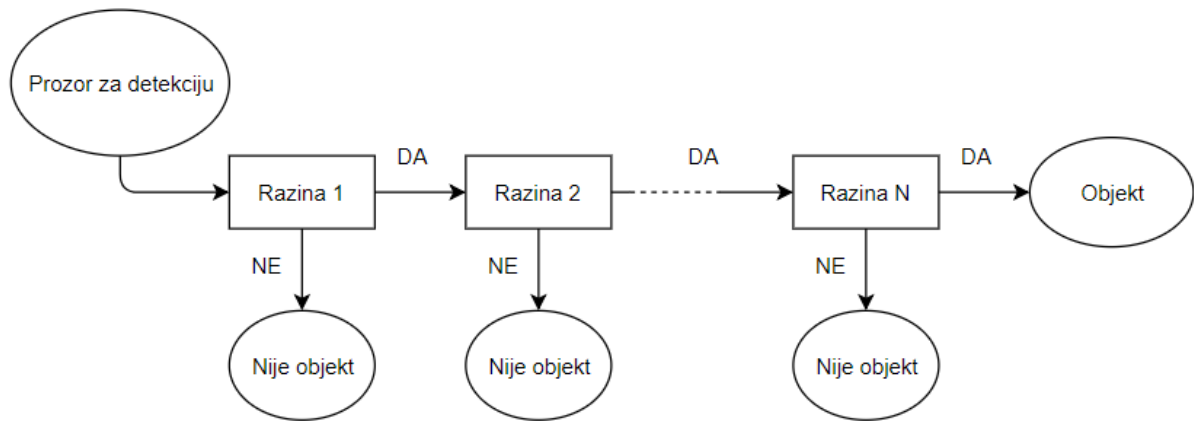 Prozor za detekciju
DA
DA
DA
Razina 1
Razina 2
Razina N
Objekt
NE
NE
NE
Nije objekt
Nije objekt
Nije objekt